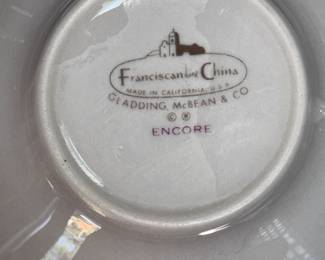 Franciscan fine China
MADE IN CALIFORNIA, U.S.A.
GLADDING, McBEAN & CO
© ®
ENCORE